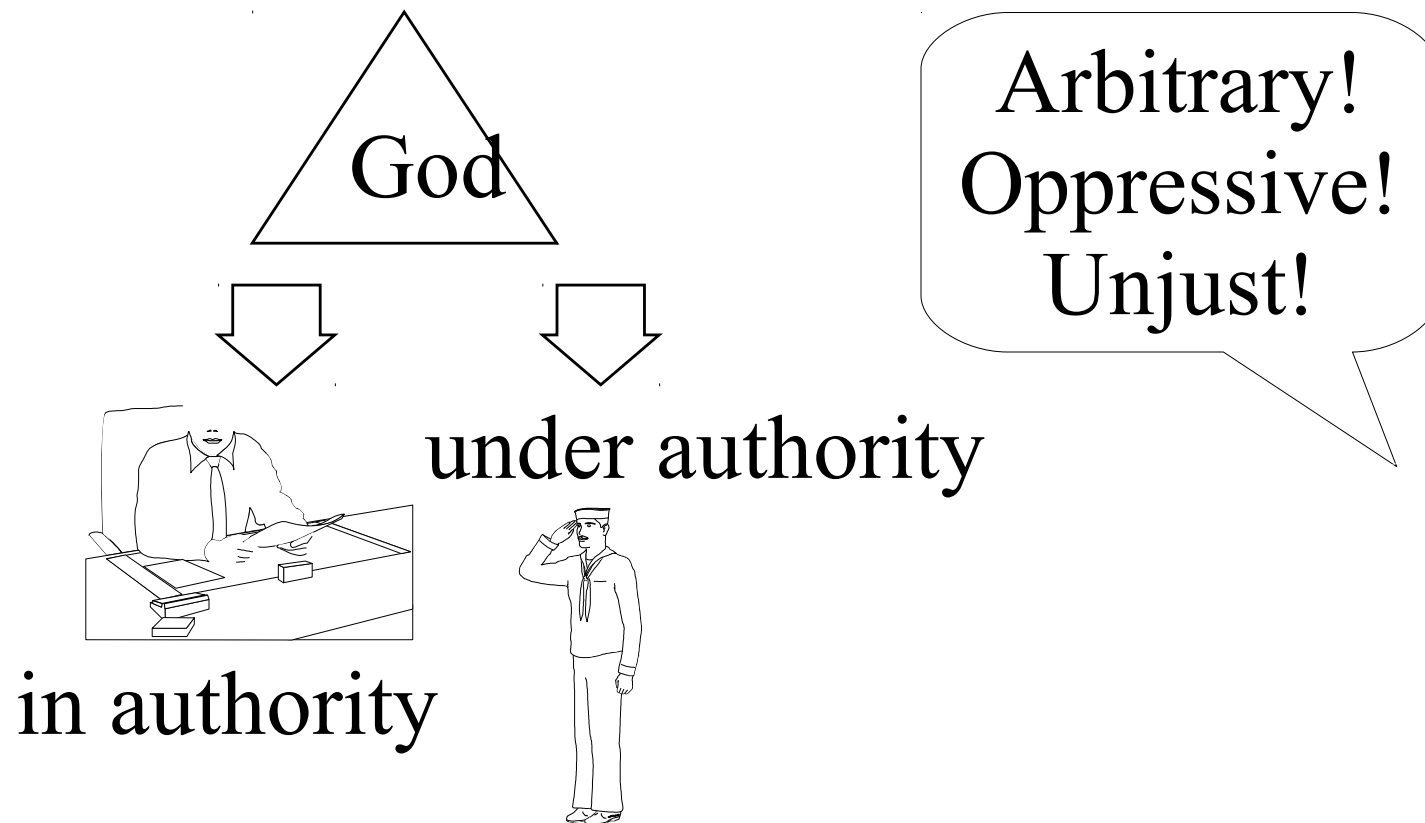 God
Arbitrary!
Oppressive!
Unjust!
under authority
in authority